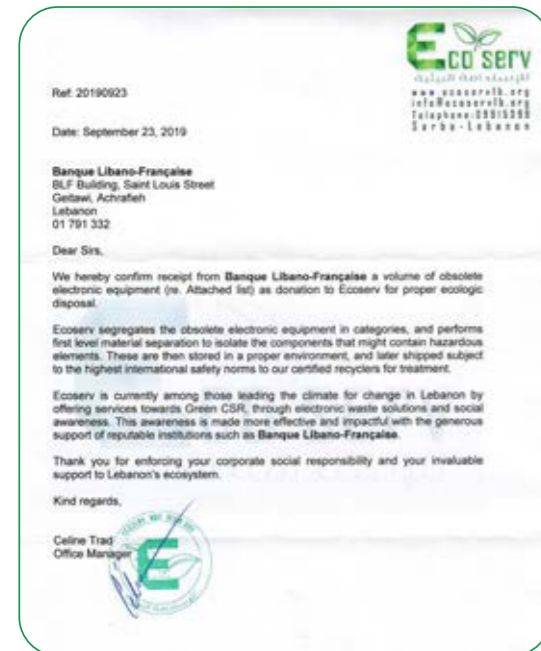 Eco serv
www.ecoservlb.org
info@ecoservlb.org
Sarba-Lebanon
Ref: 20190923
Date: September 23, 2019
Banque Libano-Française
BLF Building, Saint Louis Street
Geitawi, Achrafieh
Lebanon
01 791 332
Dear Sirs,
We hereby confirm receipt from Banque Libano-Française a volume of obsolete
electronic equipment (re. Attached list) as donation to Ecoserv for proper ecologic
disposal.
Ecoserv segregates the obsolete electronic equipment in categories, and performs
first level material separation to isolate the components that might contain hazardous
elements. These are then stored in a proper environment, and later shipped subject
to the highest international safety norms to our certified recyclers for treatment.
Ecoserv is currently among those leading the climate for change in Lebanon by
offering services towards Green CSR, through electronic waste solutions and social
awareness. This awareness is made more effective and impactful with the generous
support of reputable institutions such as Banque Libano-Française.
Thank you for enforcing your corporate social responsibility and your invaluable
support to Lebanon's ecosystem.
Kind regards,
Celine Trad
Office Manager
E